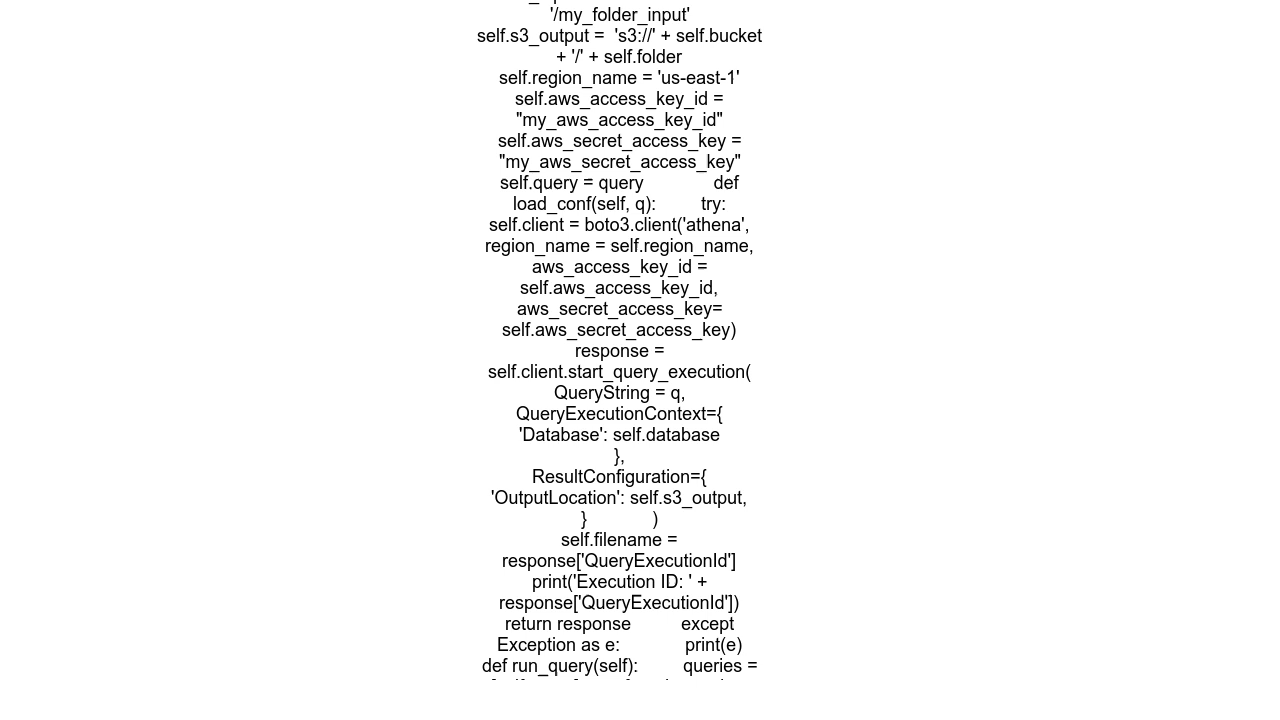 '/my_folder_input'
self.s3_output =  's3://' + self.bucket
+ '/' + self.folder
self.region_name = 'us-east-1'
self.aws_access_key_id =
"my_aws_access_key_id"
self.aws_secret_access_key =
"my_aws_secret_access_key"
self.query = query              def
load_conf(self, q):         try:
self.client = boto3.client('athena',
region_name = self.region_name,
aws_access_key_id =
self.aws_access_key_id,
aws_secret_access_key=
self.aws_secret_access_key)
response =
self.client.start_query_execution(
QueryString = q,
QueryExecutionContext={
'Database': self.database
},
ResultConfiguration={
'OutputLocation': self.s3_output,
}             )
self.filename =
response['QueryExecutionId']
print('Execution ID: ' +
response['QueryExecutionId'])
return response          except
Exception as e:             print(e)
def run_query(self):         queries =